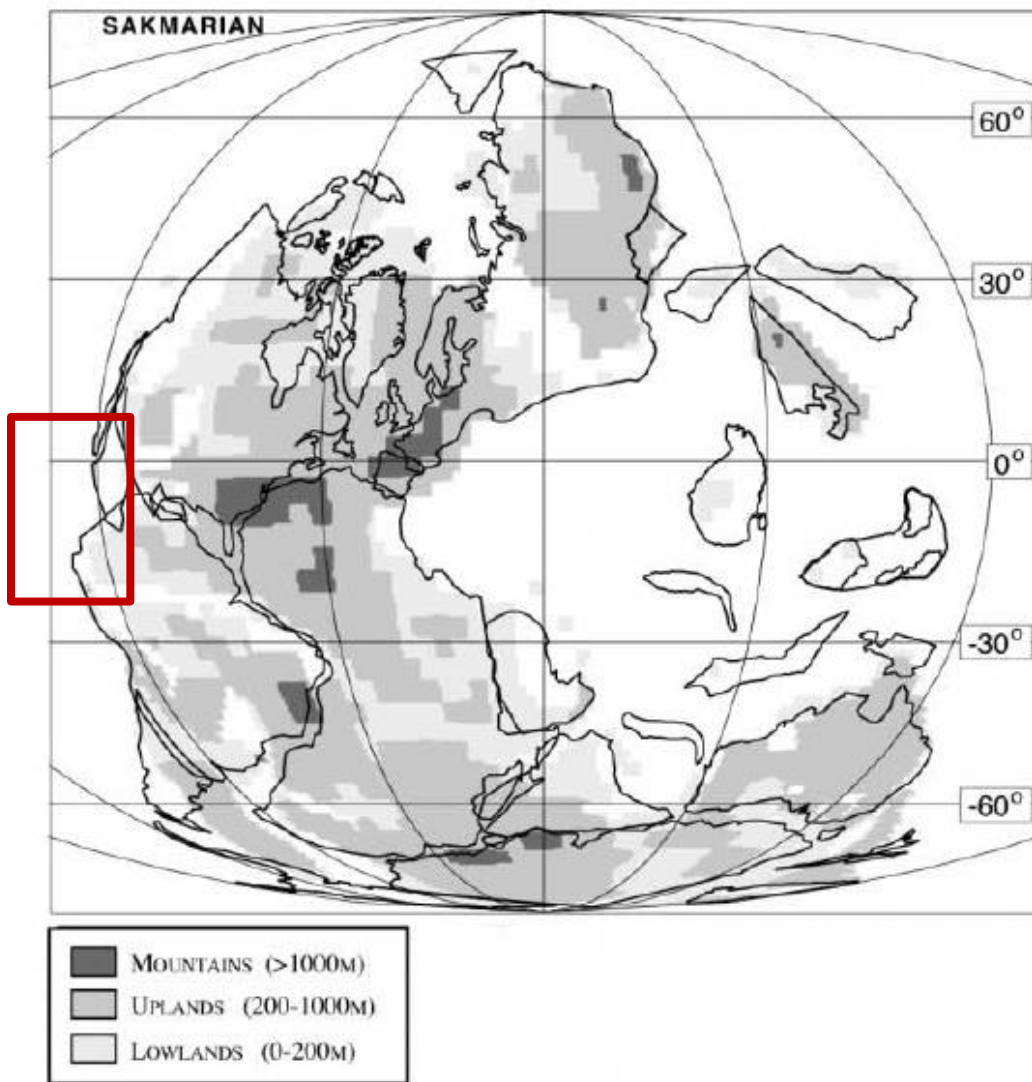 SAKMARIAN
60°
30°
0°
-30°
-60°
MOUNTAINS (>1000M)
UPLANDS (200-1000M)
LOWLANDS (0-200M)